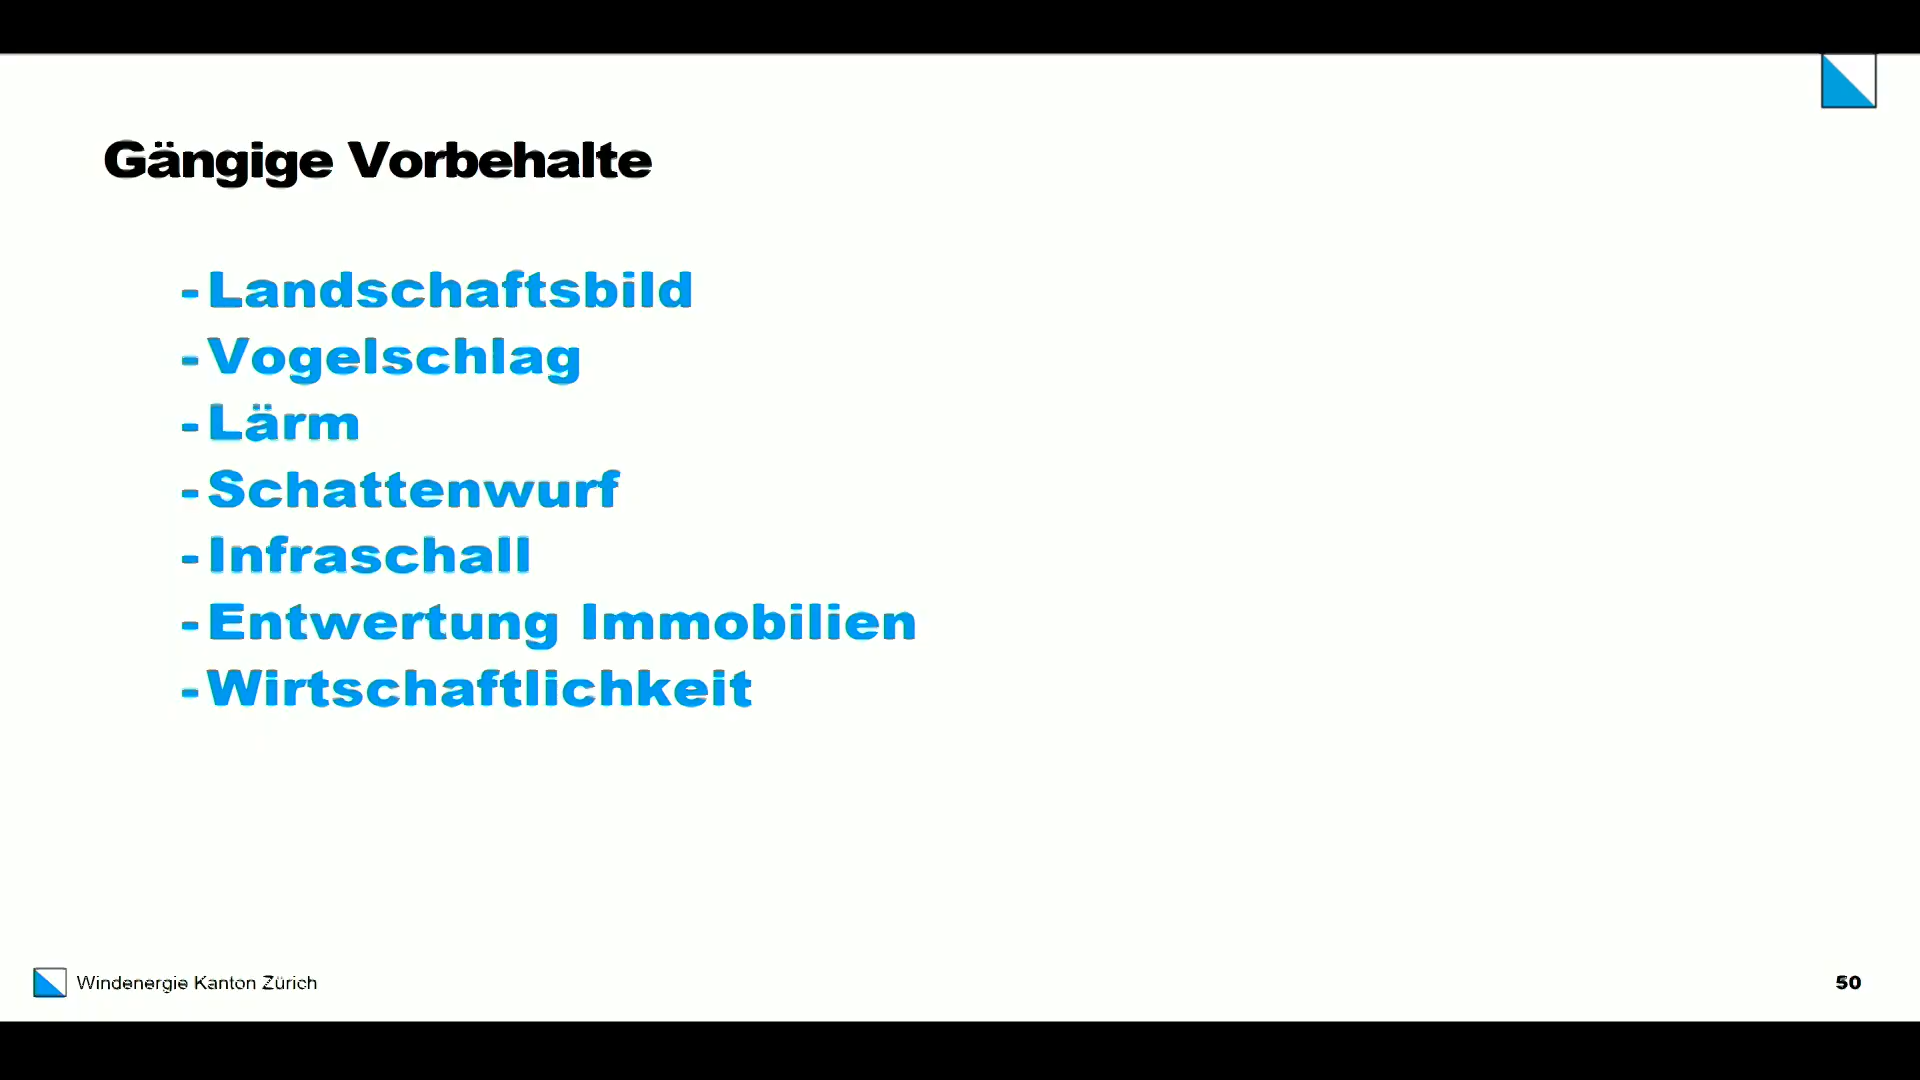 Gängige Vorbehalte
- Landschaftsbild
- Vogelschlag
- Lärm
- Schattenwurf
- Infraschall
- Entwertung Immobilien
- Wirtschaftlichkeit
Windenergie Kanton Zürich
50